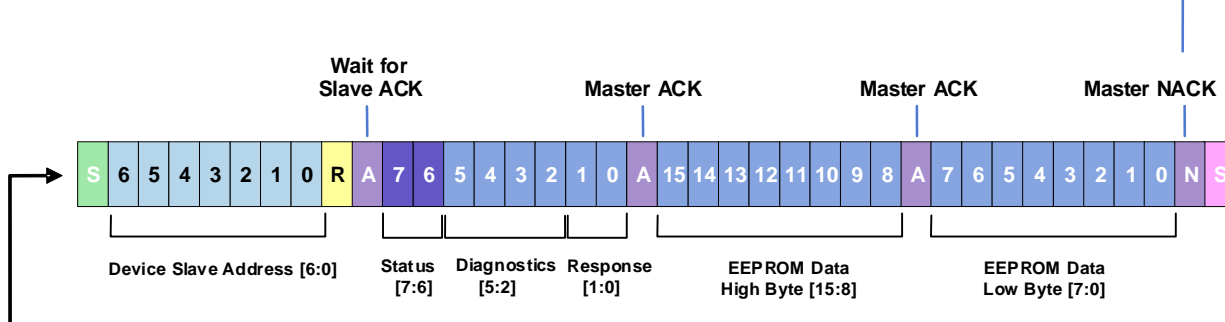 Wait for
Slave ACK
Master ACK
Master ACK
Master NACK
S 6 5 4 3 2 1 0 R A 7 6 5 4 3 2 1 0 A 15 14 13 12 11 10 9 8 A 7 6 5 4 3 2 1 0 N S
Device Slave Address [6:0]
Status
[7:6]
Diagnostics
[5:2]
Response
[1:0]
EEPROM Data
High Byte [15:8]
EEPROM Data
Low Byte [7:0]